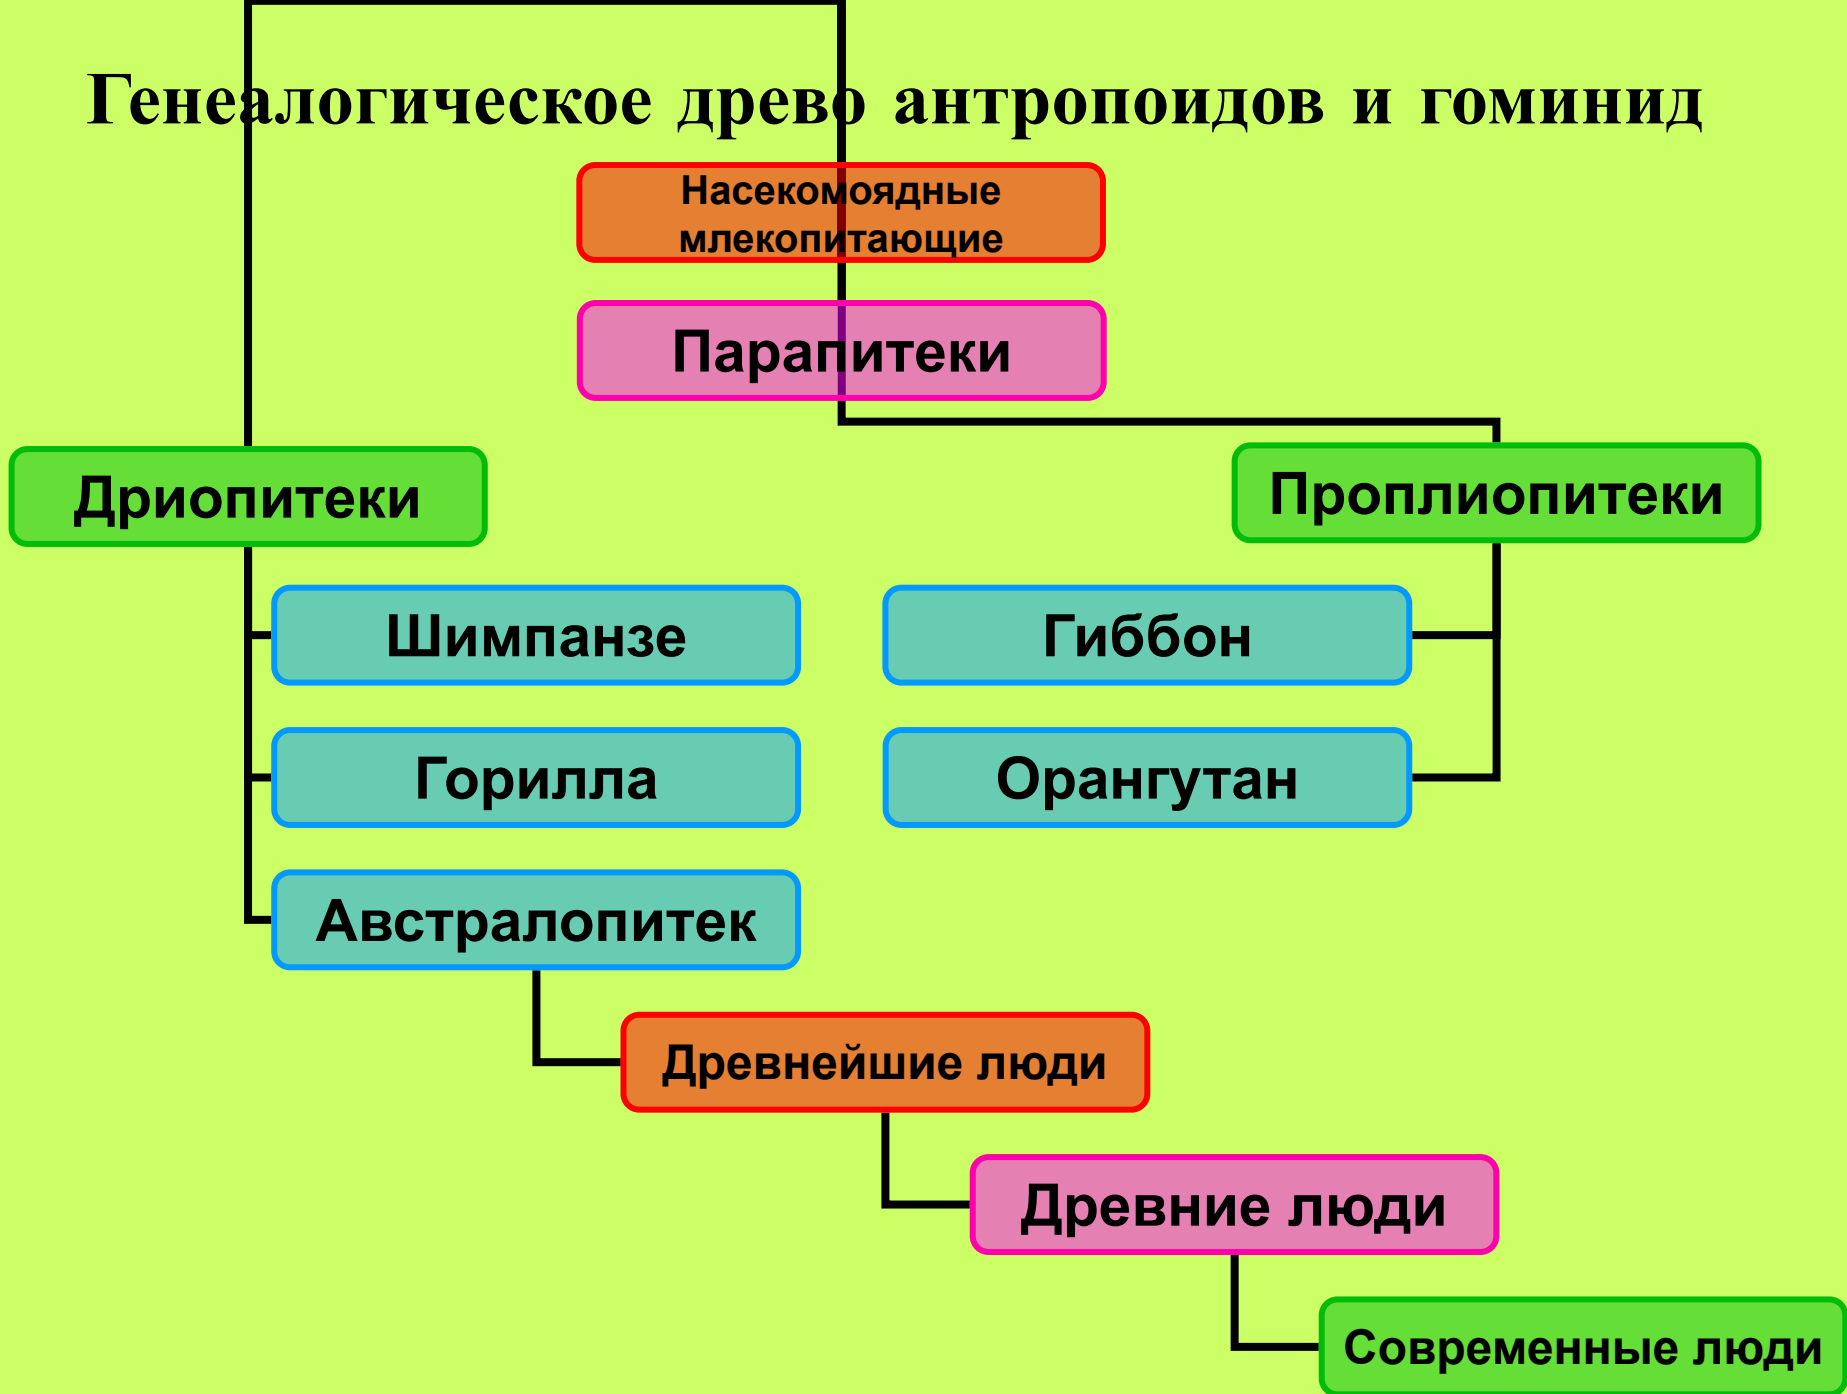 Генеалогическое древо антропоидов и гоминид
Насекомоядные
млекопитающие
Парапитеки
Дриопитеки
Проплиопитеки
Шимпанзе
Гиббон
Горилла
Орангутан
Австралопитек
Древнейшие люди
Древние люди
Современные люди